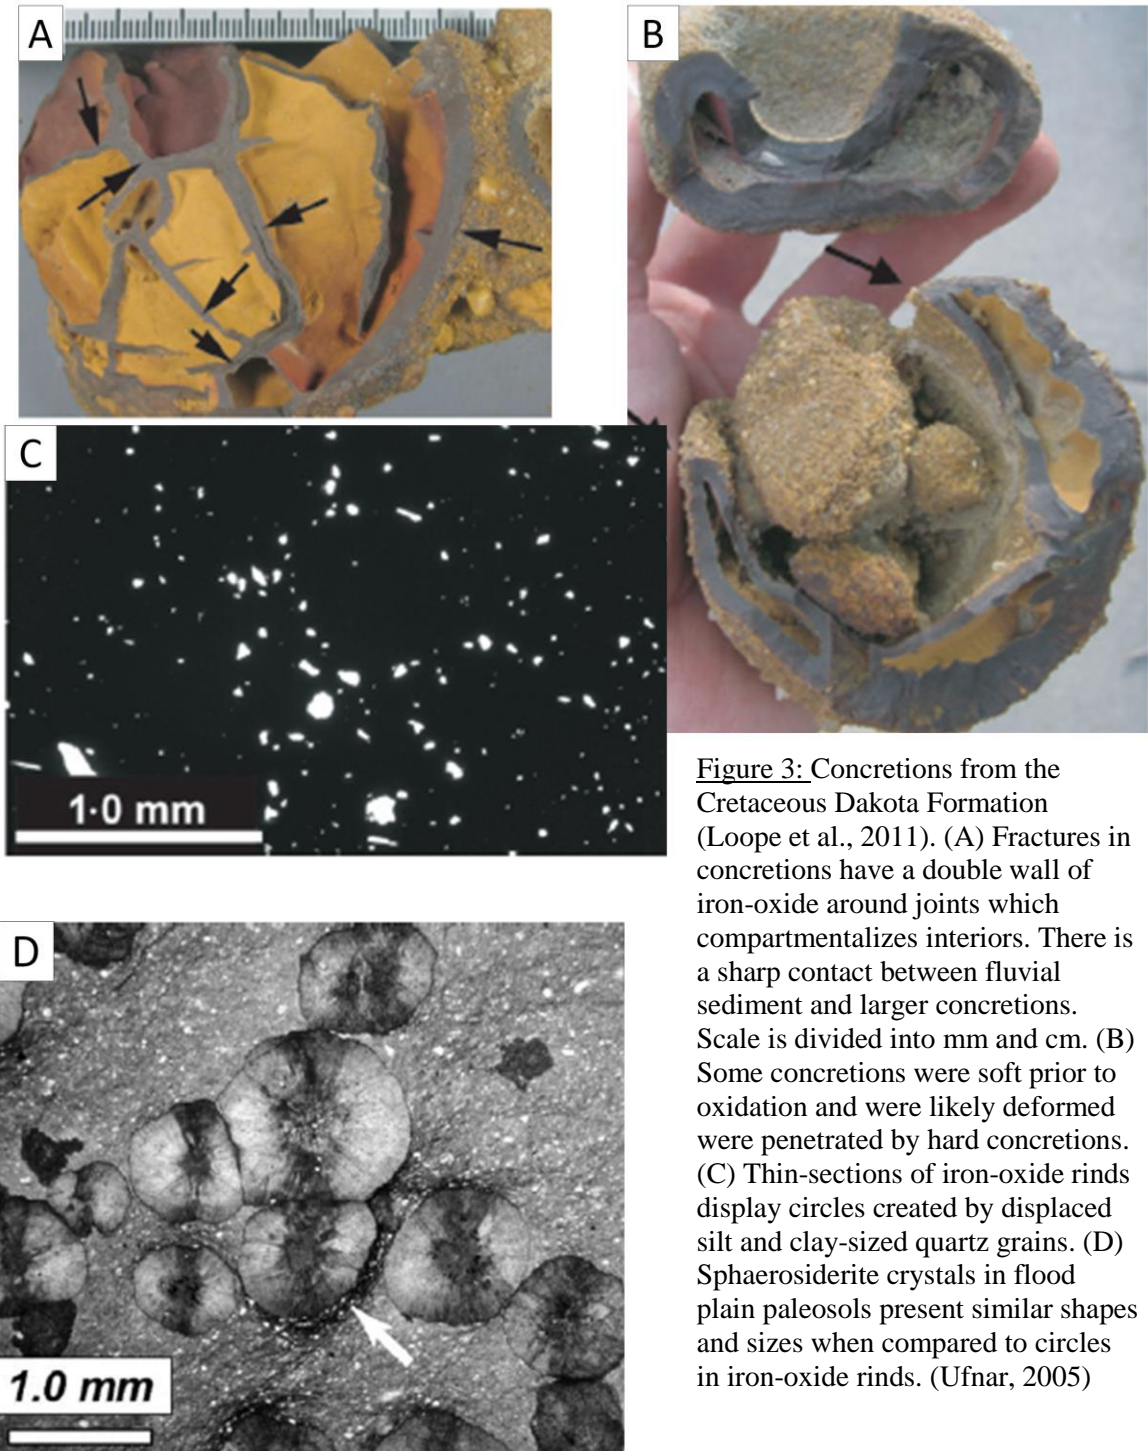 A
B
C
1·0 mm
Figure 3: Concretions from the
Cretaceous Dakota Formation
(Loope et al., 2011). (A) Fractures in
concretions have a double wall of
iron-oxide around joints which
compartmentalizes interiors. There is
a sharp contact between fluvial
sediment and larger concretions.
Scale is divided into mm and cm. (B)
Some concretions were soft prior to
oxidation and were likely deformed
were penetrated by hard concretions.
(C) Thin-sections of iron-oxide rinds
display circles created by displaced
silt and clay-sized quartz grains. (D)
Sphaerosiderite crystals in flood
plain paleosols present similar shapes
and sizes when compared to circles
in iron-oxide rinds. (Ufnar, 2005)
D
1.0 mm